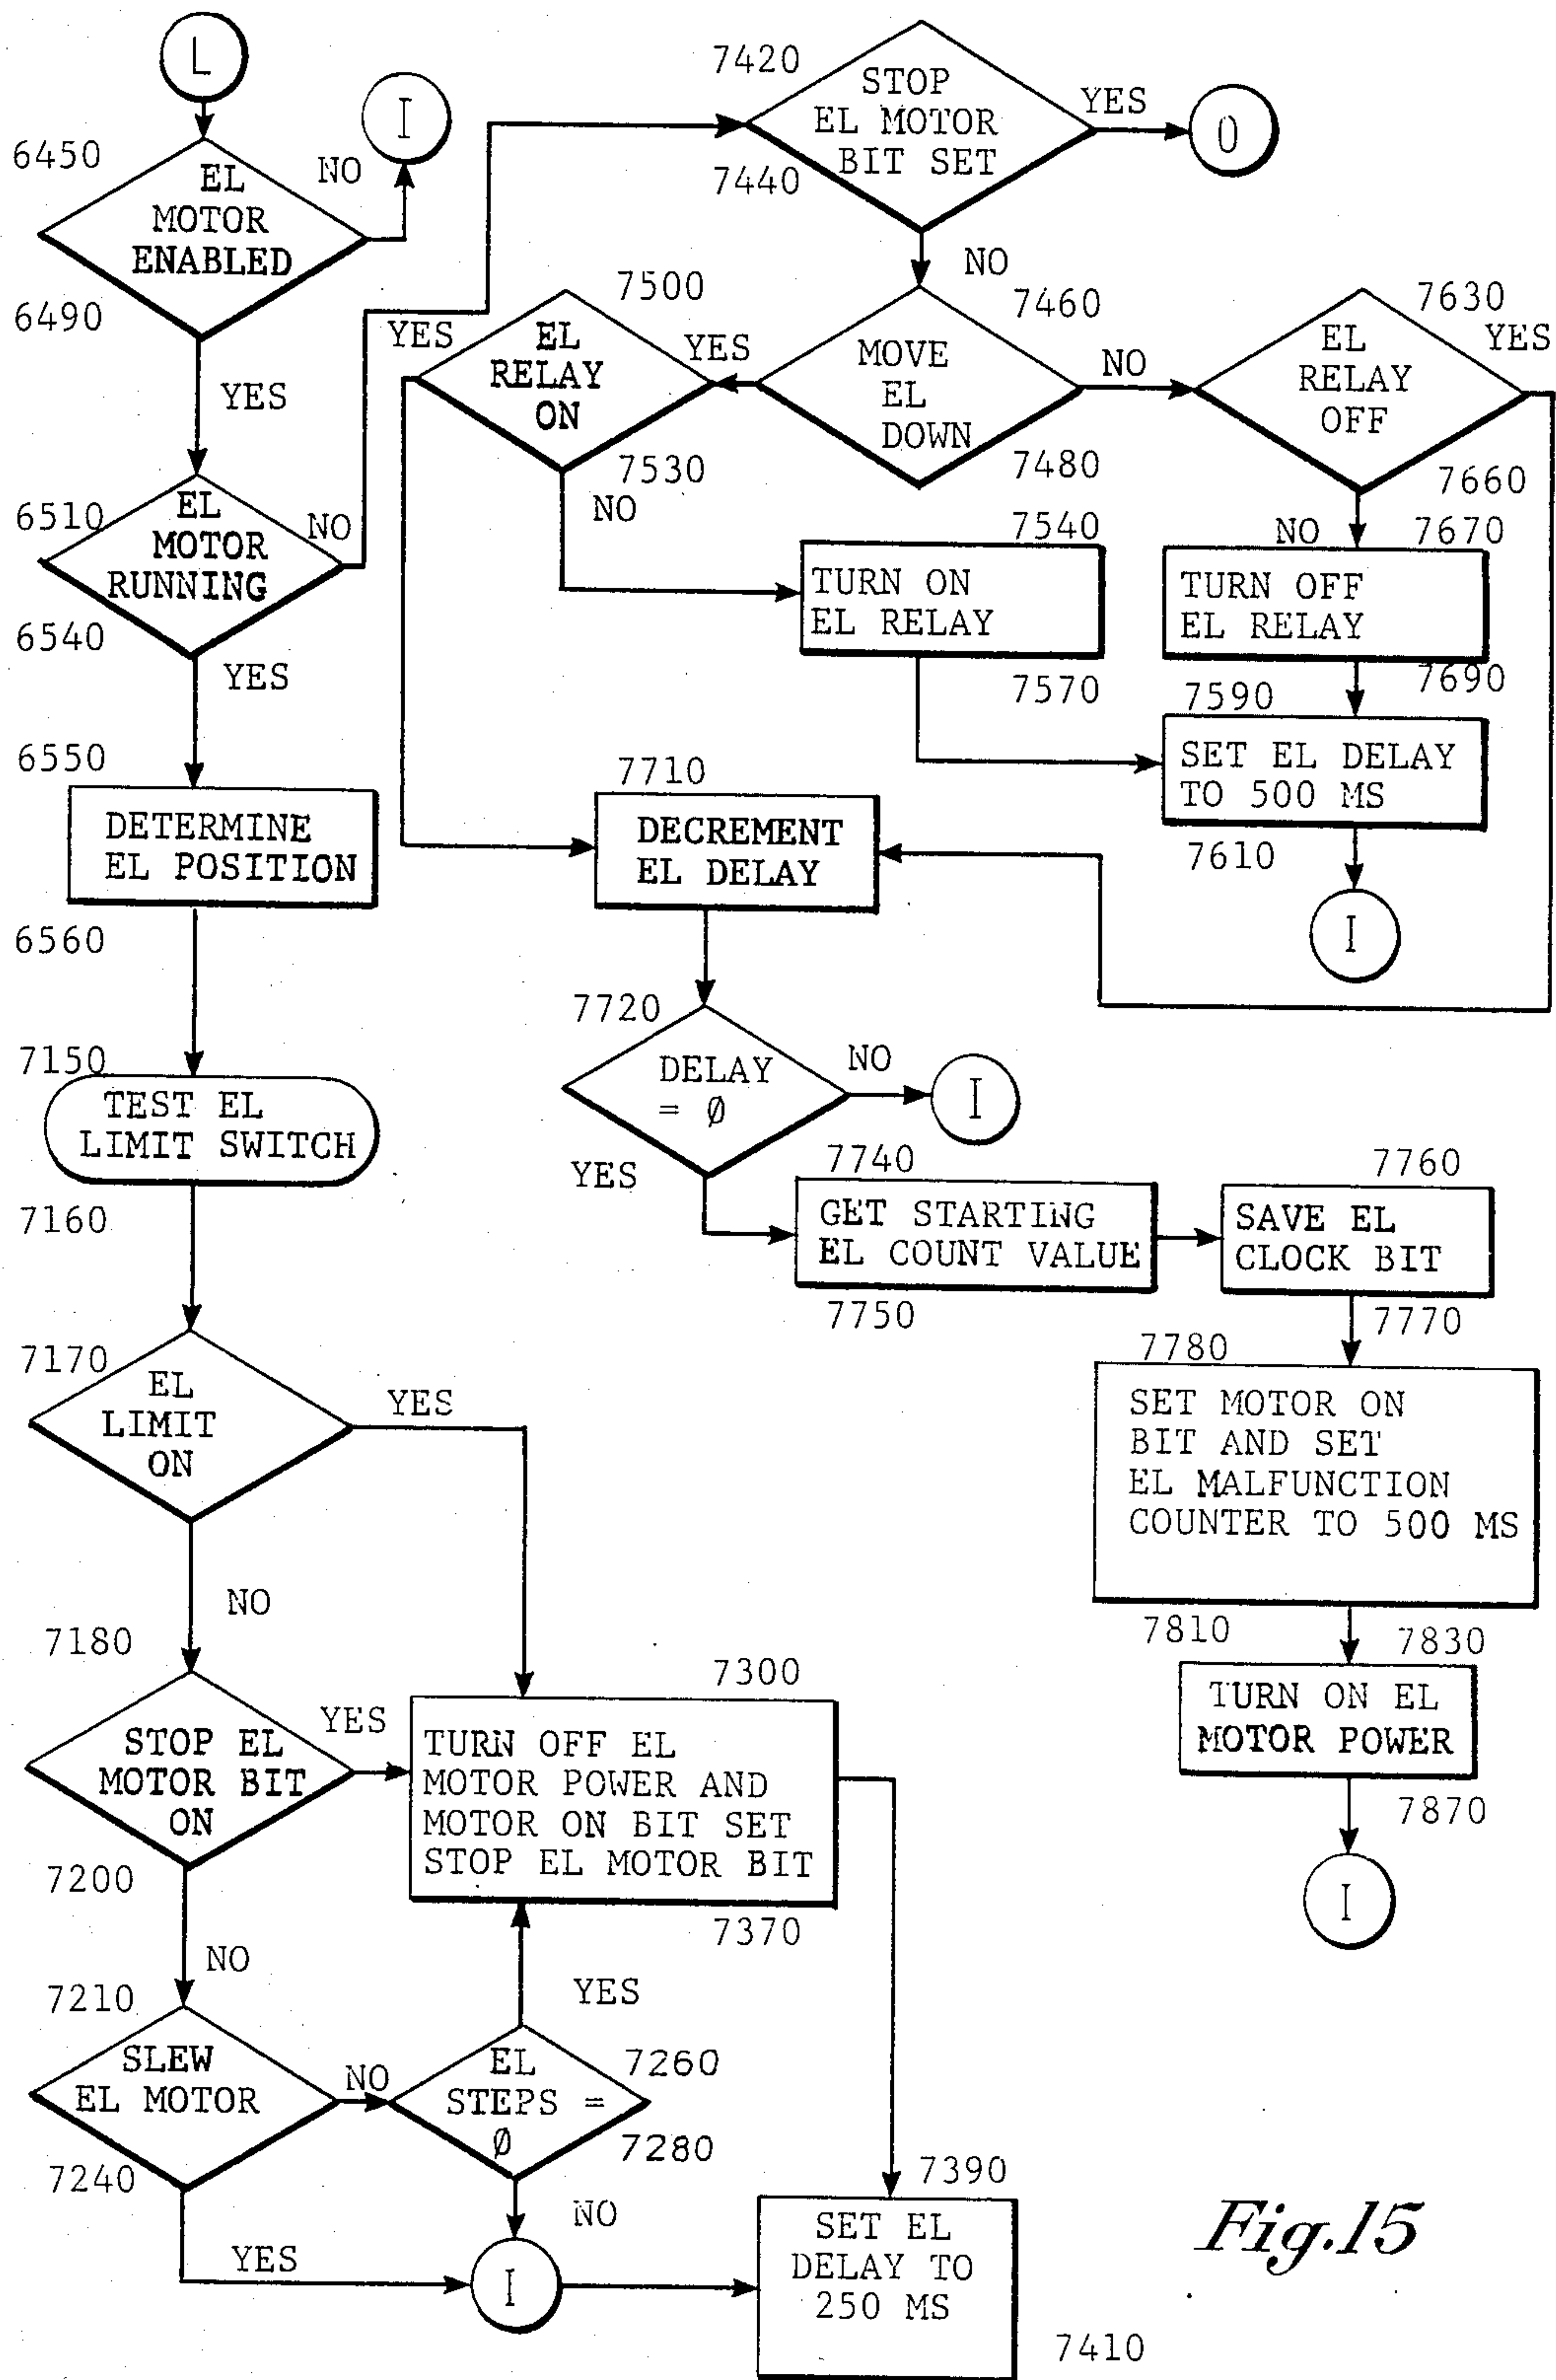 L
I
6450
NO
EL
MOTOR
ENABLED
6490
YES
6510
EL
MOTOR
RUNNING
NO
6540
YES
6550
DETERMINE
EL POSITION
6560
7150
TEST EL
LIMIT SWITCH
7160
7170
EL
LIMIT
ON
YES
NO
7180
STOP EL
MOTOR BIT
ON
YES
7200
NO
7210
SLEW
EL MOTOR
NO
7240
YES
EL
STEPS =
Ø
7260
7280
YES
NO
I
7300
TURN OFF EL
MOTOR POWER AND
MOTOR ON BIT SET
STOP EL MOTOR BIT
7370
7390
SET EL
DELAY TO
250 MS
7410
7420
STOP
EL MOTOR
BIT SET
YES
O
7440
NO
7460
MOVE
EL
DOWN
7480
YES
NO
7500
YES
EL
RELAY
ON
7530
NO
7540
TURN ON
EL RELAY
7570
7630
YES
EL
RELAY
OFF
7660
NO
7670
TURN OFF
EL RELAY
7690
7590
SET EL DELAY
TO 500 MS
7610
I
7710
DECREMENT
EL DELAY
7720
DELAY
= Ø
NO
I
YES
7740
GET STARTING
EL COUNT VALUE
7750
7760
SAVE EL
CLOCK BIT
7770
7780
SET MOTOR ON
BIT AND SET
EL MALFUNCTION
COUNTER TO 500 MS
7810
7830
TURN ON EL
MOTOR POWER
7870
I
Fig.15